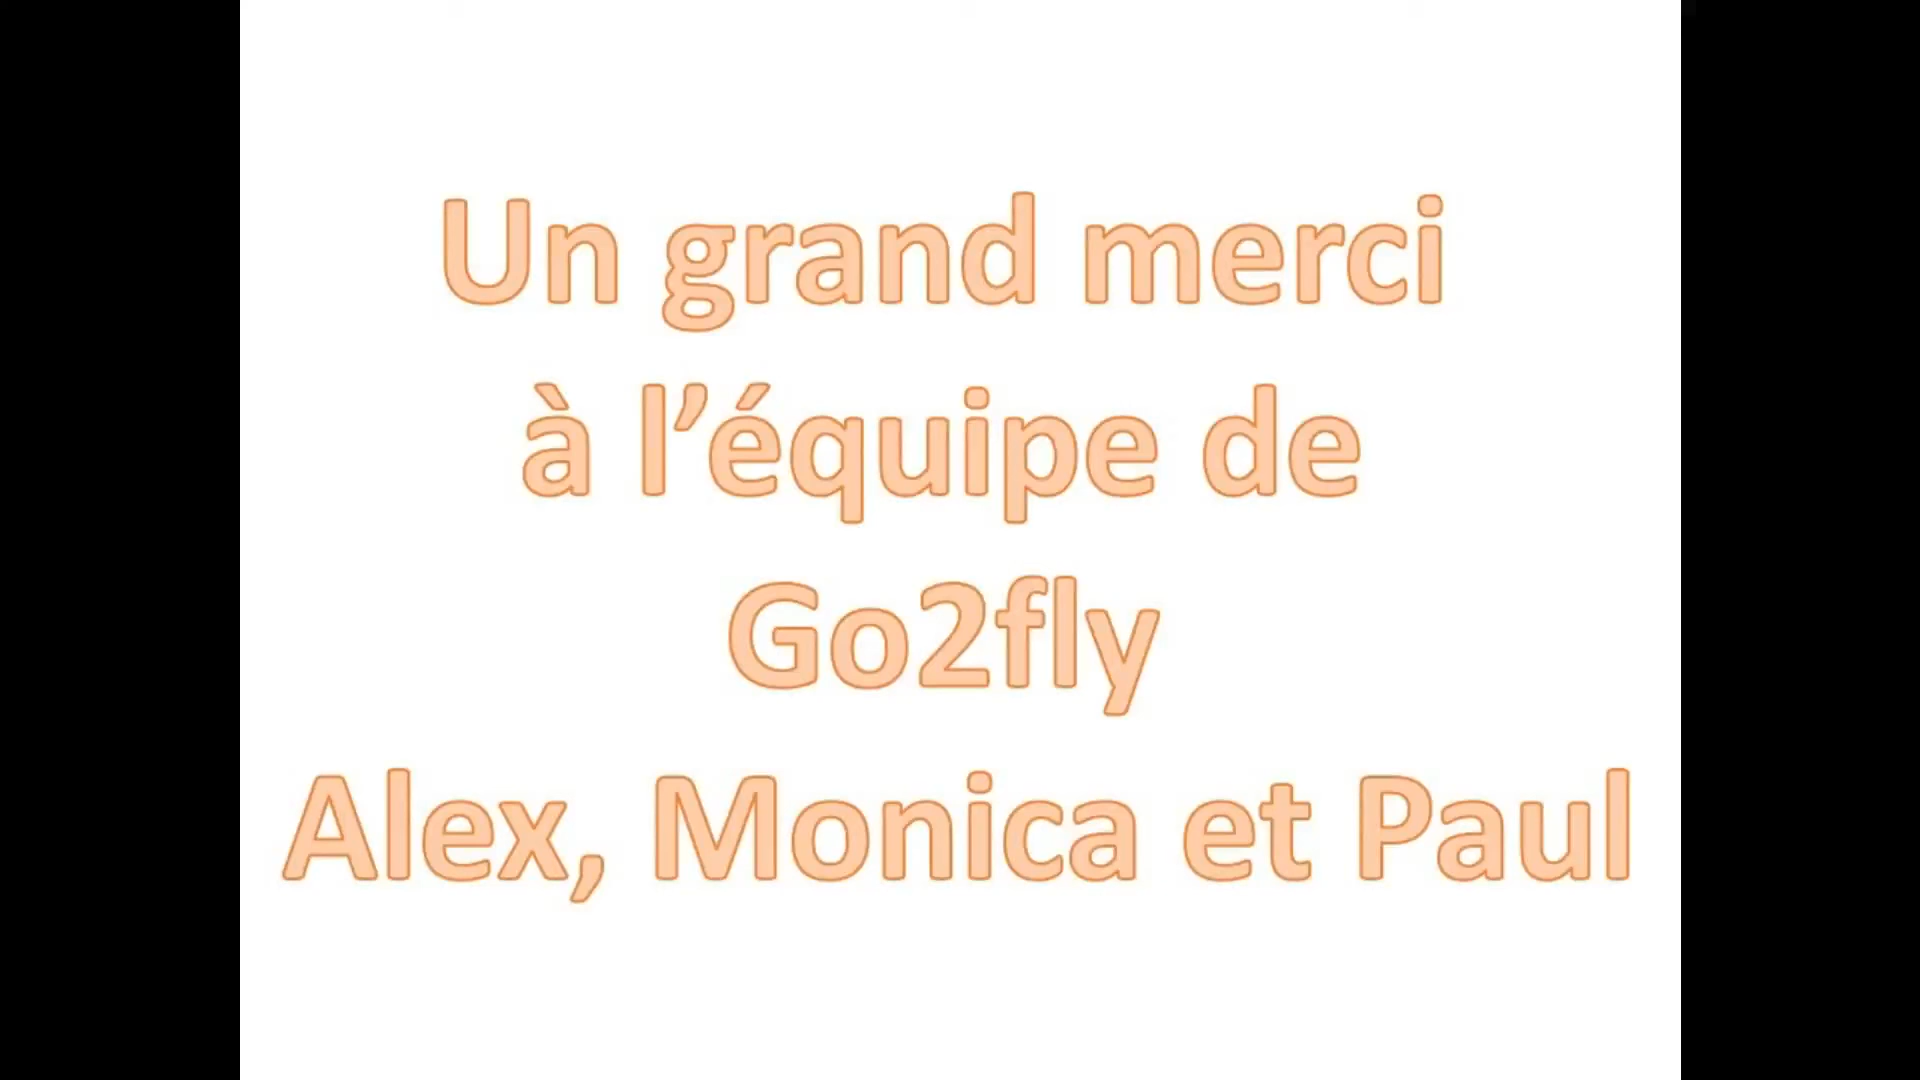 Un grand merci
à l’équipe de
Go2fly
Alex, Monica et Paul